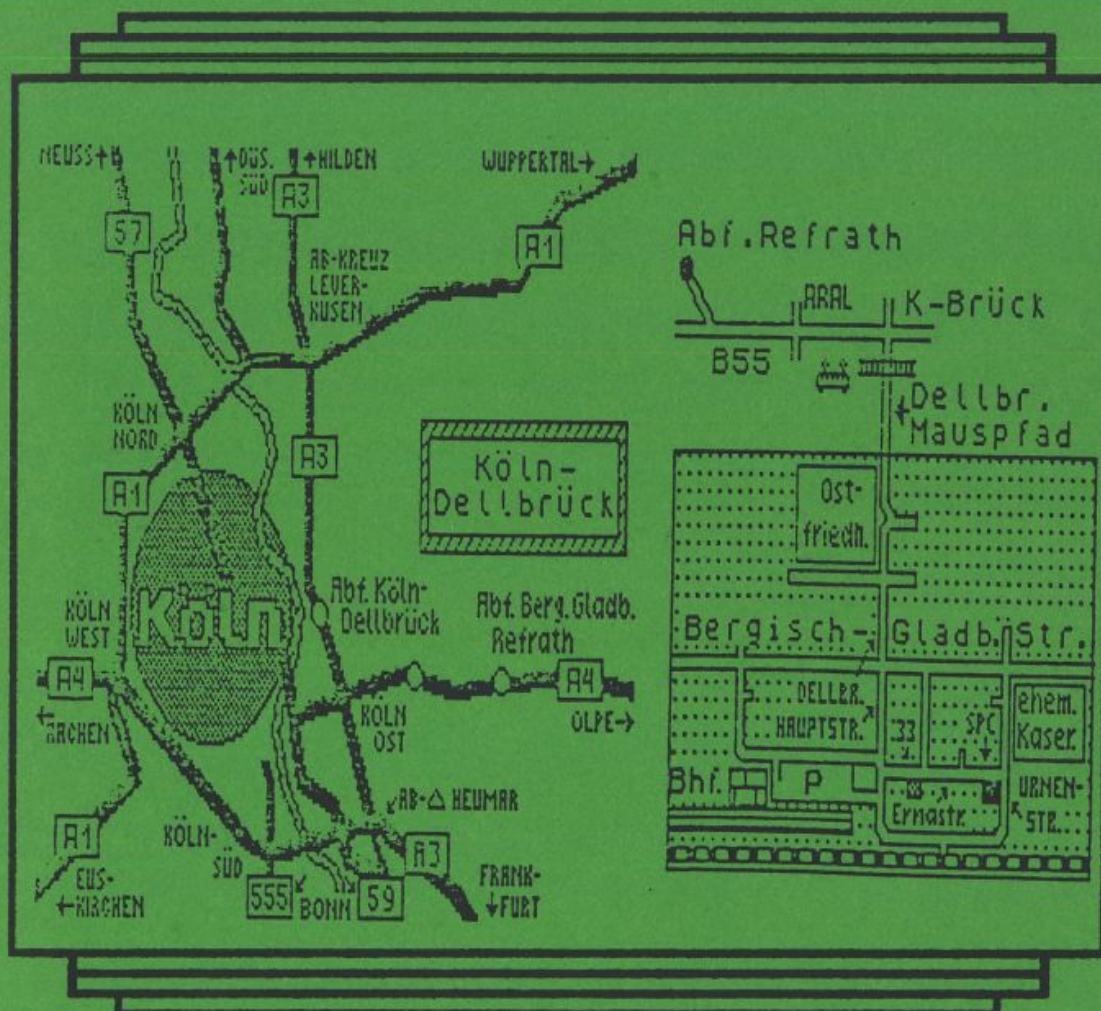 NEUSS↑
↑DÜS.
SÜD
↑HILDEN
WUPPERTAL→
57
A3
A1
AB-KREUZ
LEVER-
KUSEN
KÖLN
NORD
A3
A1
Köln
KÖLN
WEST
Abf. Köln-
Dellbrück
Abf. Berg.Gladb.
Refrath
A4
←AACHEN
KÖLN
OST
A4
OLPE→
AB-△ HEUMAR
A1
EUS-
←KIRCHEN
KÖLN-
SÜD
555
BONN
59
A3
FRANK-
↓FURT
Köln-
Dellbrück
Abf.Refrath
ARAL
K-Brück
B55
←Dellbr.
Mauspfad
Ost-
friedh.
Bergisch-
Gladb.
Str.
DELLBR.
HAUPTSTR.
33
SPC
ehem.
Kaser.
Bhf.
P
Ernastr.
URNEN-
STR.